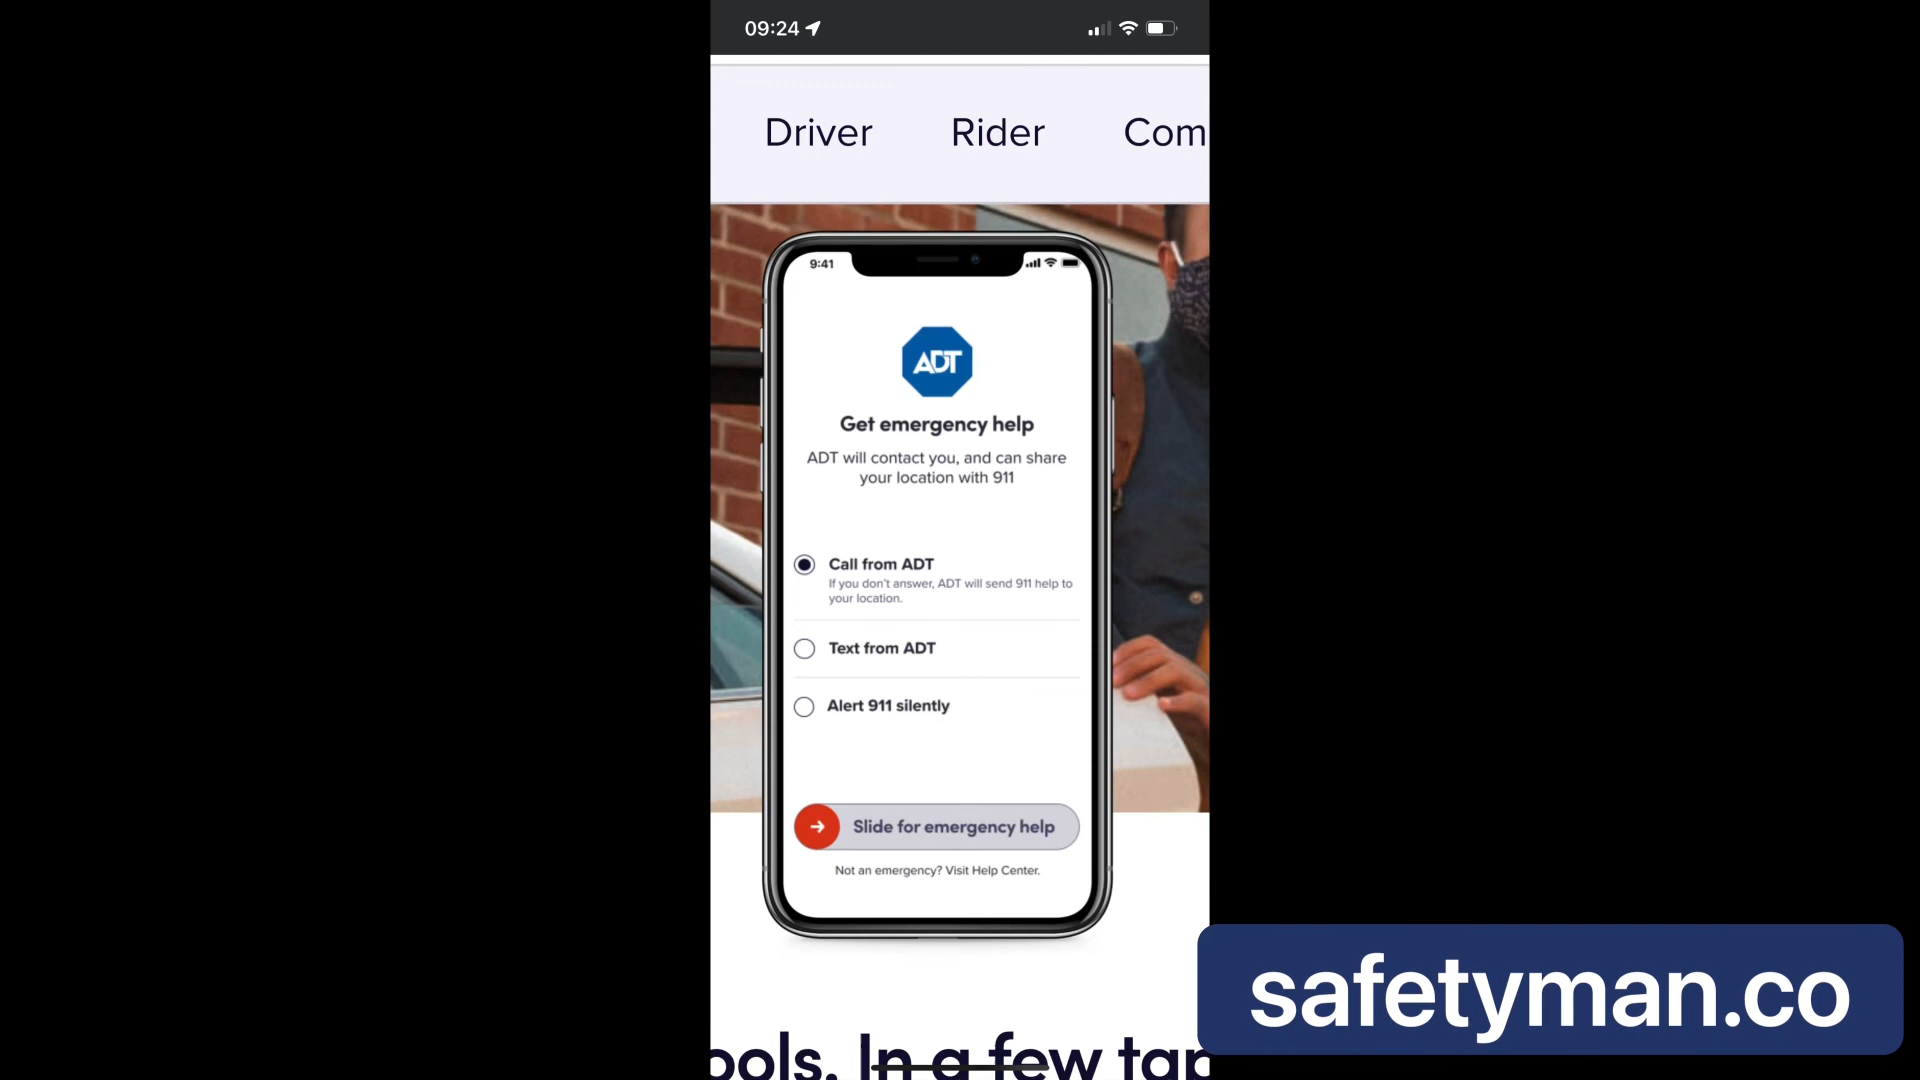 09:24
Driver Rider Com
9:41
ADT
Get emergency help
ADT will contact you, and can share
your location with 911
Call from ADT
If you don't answer, ADT will send 911 help to
your location.
Text from ADT
Alert 911 silently
Slide for emergency help
Not an emergency? Visit Help Center.
safetyman.co
ools. In a few tap